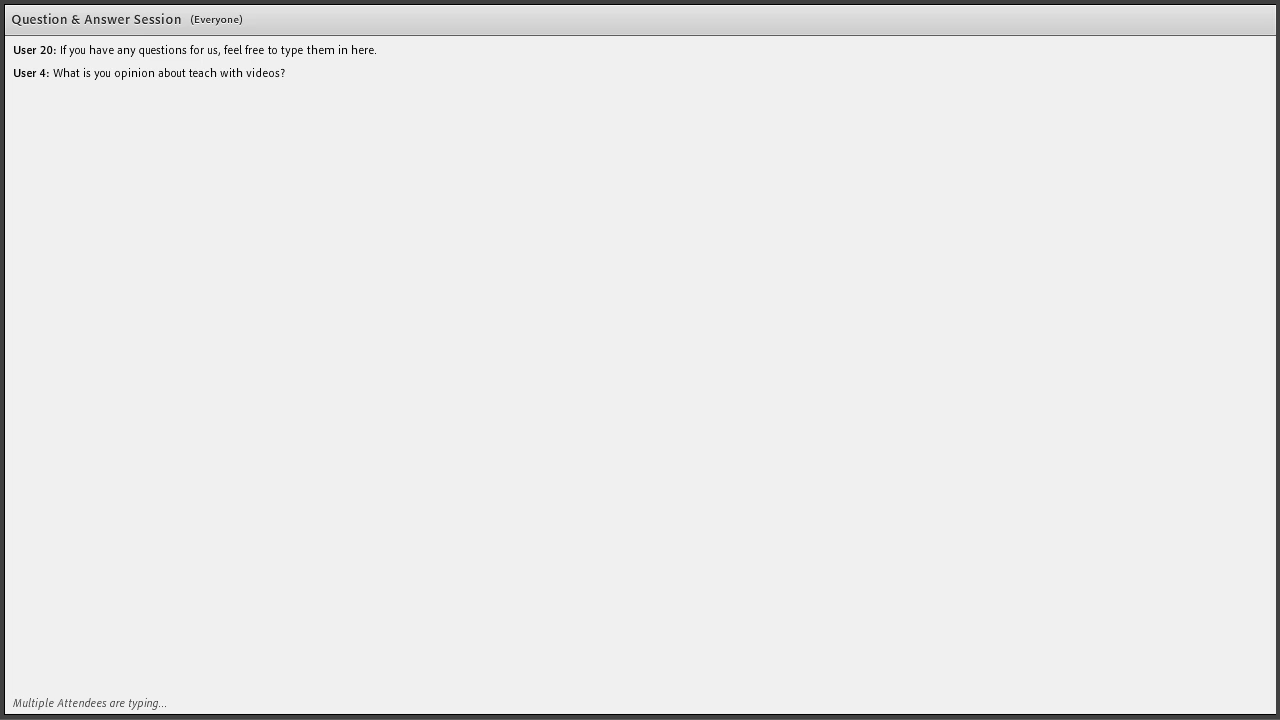 Question & Answer Session (Everyone)
User 20: If you have any questions for us, feel free to type them in here.
User 4: What is you opinion about teach with videos?
Multiple Attendees are typing...